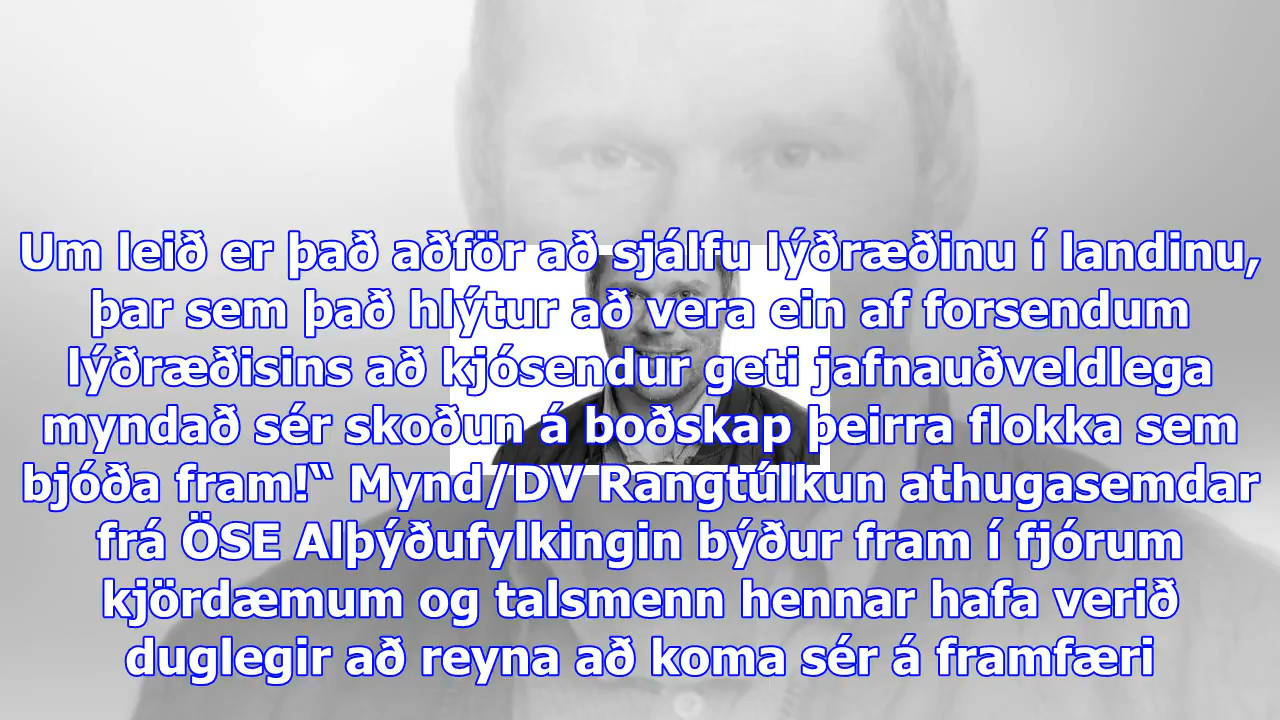 Um leið er það aðför að sjálfu lýðræðinu í landinu,
þar sem það hlýtur að vera ein af forsendum
lýðræðisins að kjósendur geti jafnauðveldlega
myndað sér skoðun á boðskap þeirra flokka sem
bjóða fram!“ Mynd/DV Rangtúlkun athugasemdar
frá ÖSE Alþýðufylkingin býður fram í fjórum
kjördæmum og talsmenn hennar hafa verið
duglegir að reyna að koma sér á framfæri